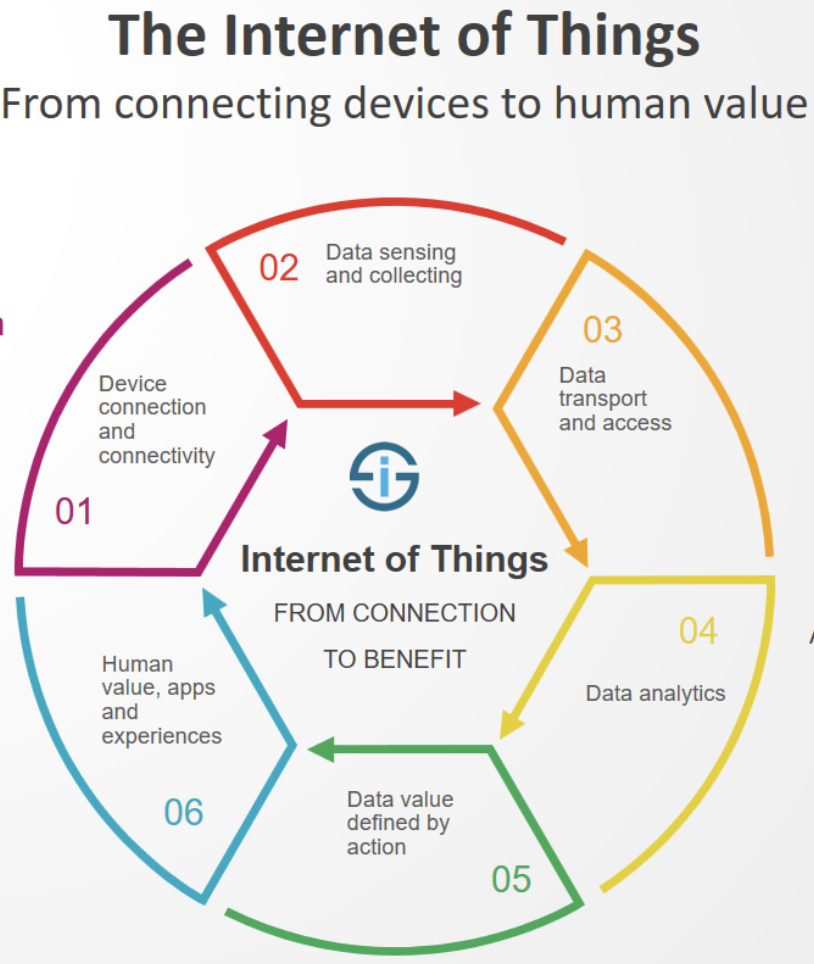 The Internet of Things
From connecting devices to human value
02
Data sensing
and collecting
03
Data
transport
and access
Device
connection
and
connectivity
01
i
Internet of Things
FROM CONNECTION
TO BENEFIT
04
Data analytics
Human
value, apps
and
experiences
06
Data value
defined by
action
05